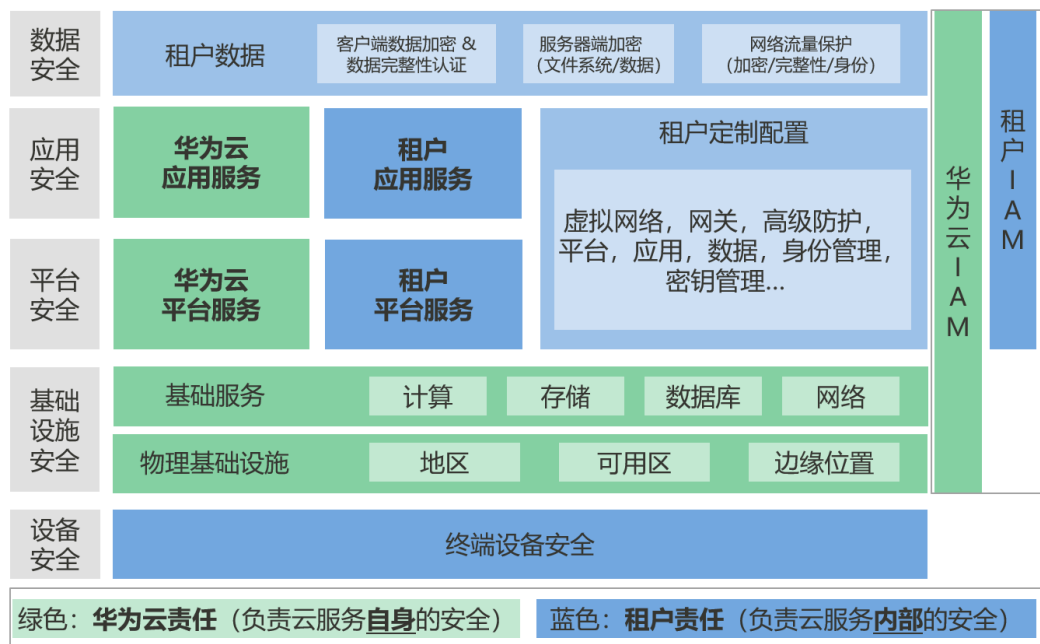 数据
安全
租户数据
客户端数据加密 &
数据完整性认证
服务器端加密
（文件系统/数据）
网络流量保护
（加密/完整性/身份）
应用
安全
华为云
应用服务
租户
应用服务
租户定制配置
虚拟网络，网关，高级防护，
平台，应用，数据，身份管理，
密钥管理...
平台
安全
华为云
平台服务
租户
平台服务
基础
设施
安全
基础服务
计算
存储
数据库
网络
物理基础设施
地区
可用区
边缘位置
设备
安全
终端设备安全
华为云IAM
租户IAM
绿色：华为云责任（负责云服务自身的安全）
蓝色：租户责任（负责云服务内部的安全）